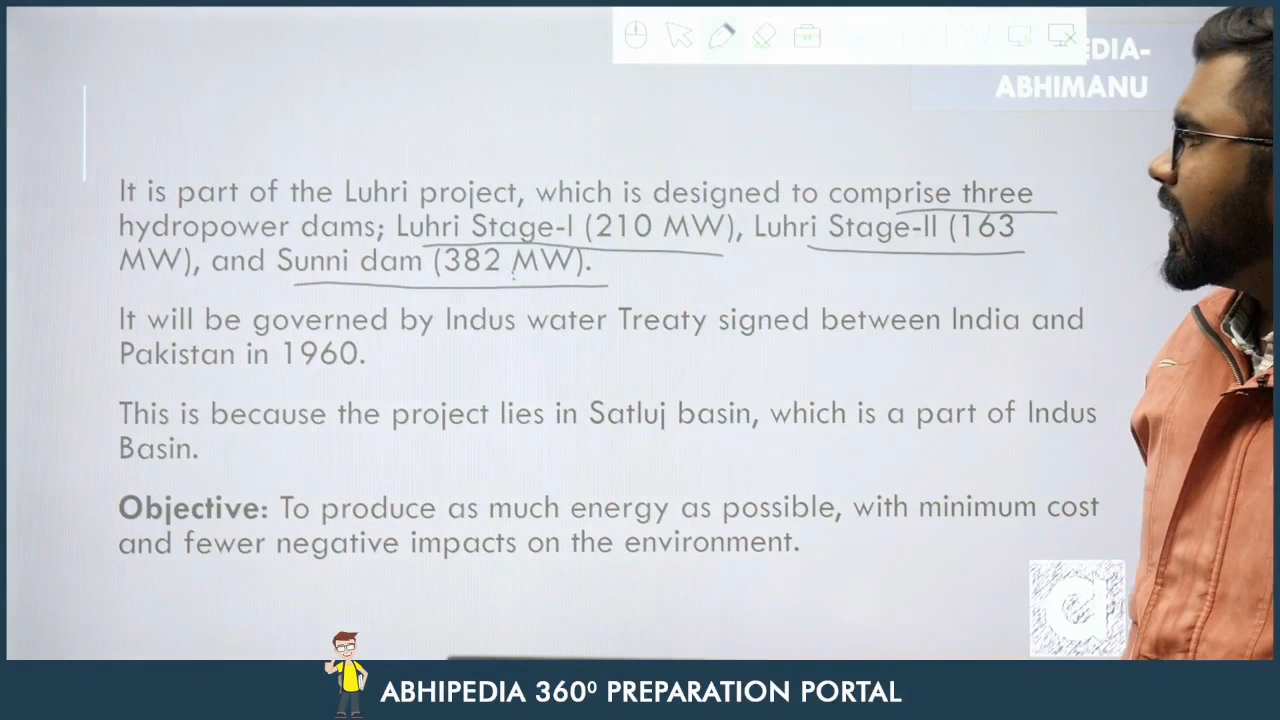 EDIA-
ABHIMANU
It is part of the Luhri project, which is designed to comprise three
hydropower dams; Luhri Stage-I (210 MW), Luhri Stage-II (163
MW), and Sunni dam (382 MW).
It will be governed by Indus water Treaty signed between India and
Pakistan in 1960.
This is because the project lies in Satluj basin, which is a part of Indus
Basin.
Objective: To produce as much energy as possible, with minimum cost
and fewer negative impacts on the environment.
a
ABHIPEDIA 360⁰ PREPARATION PORTAL